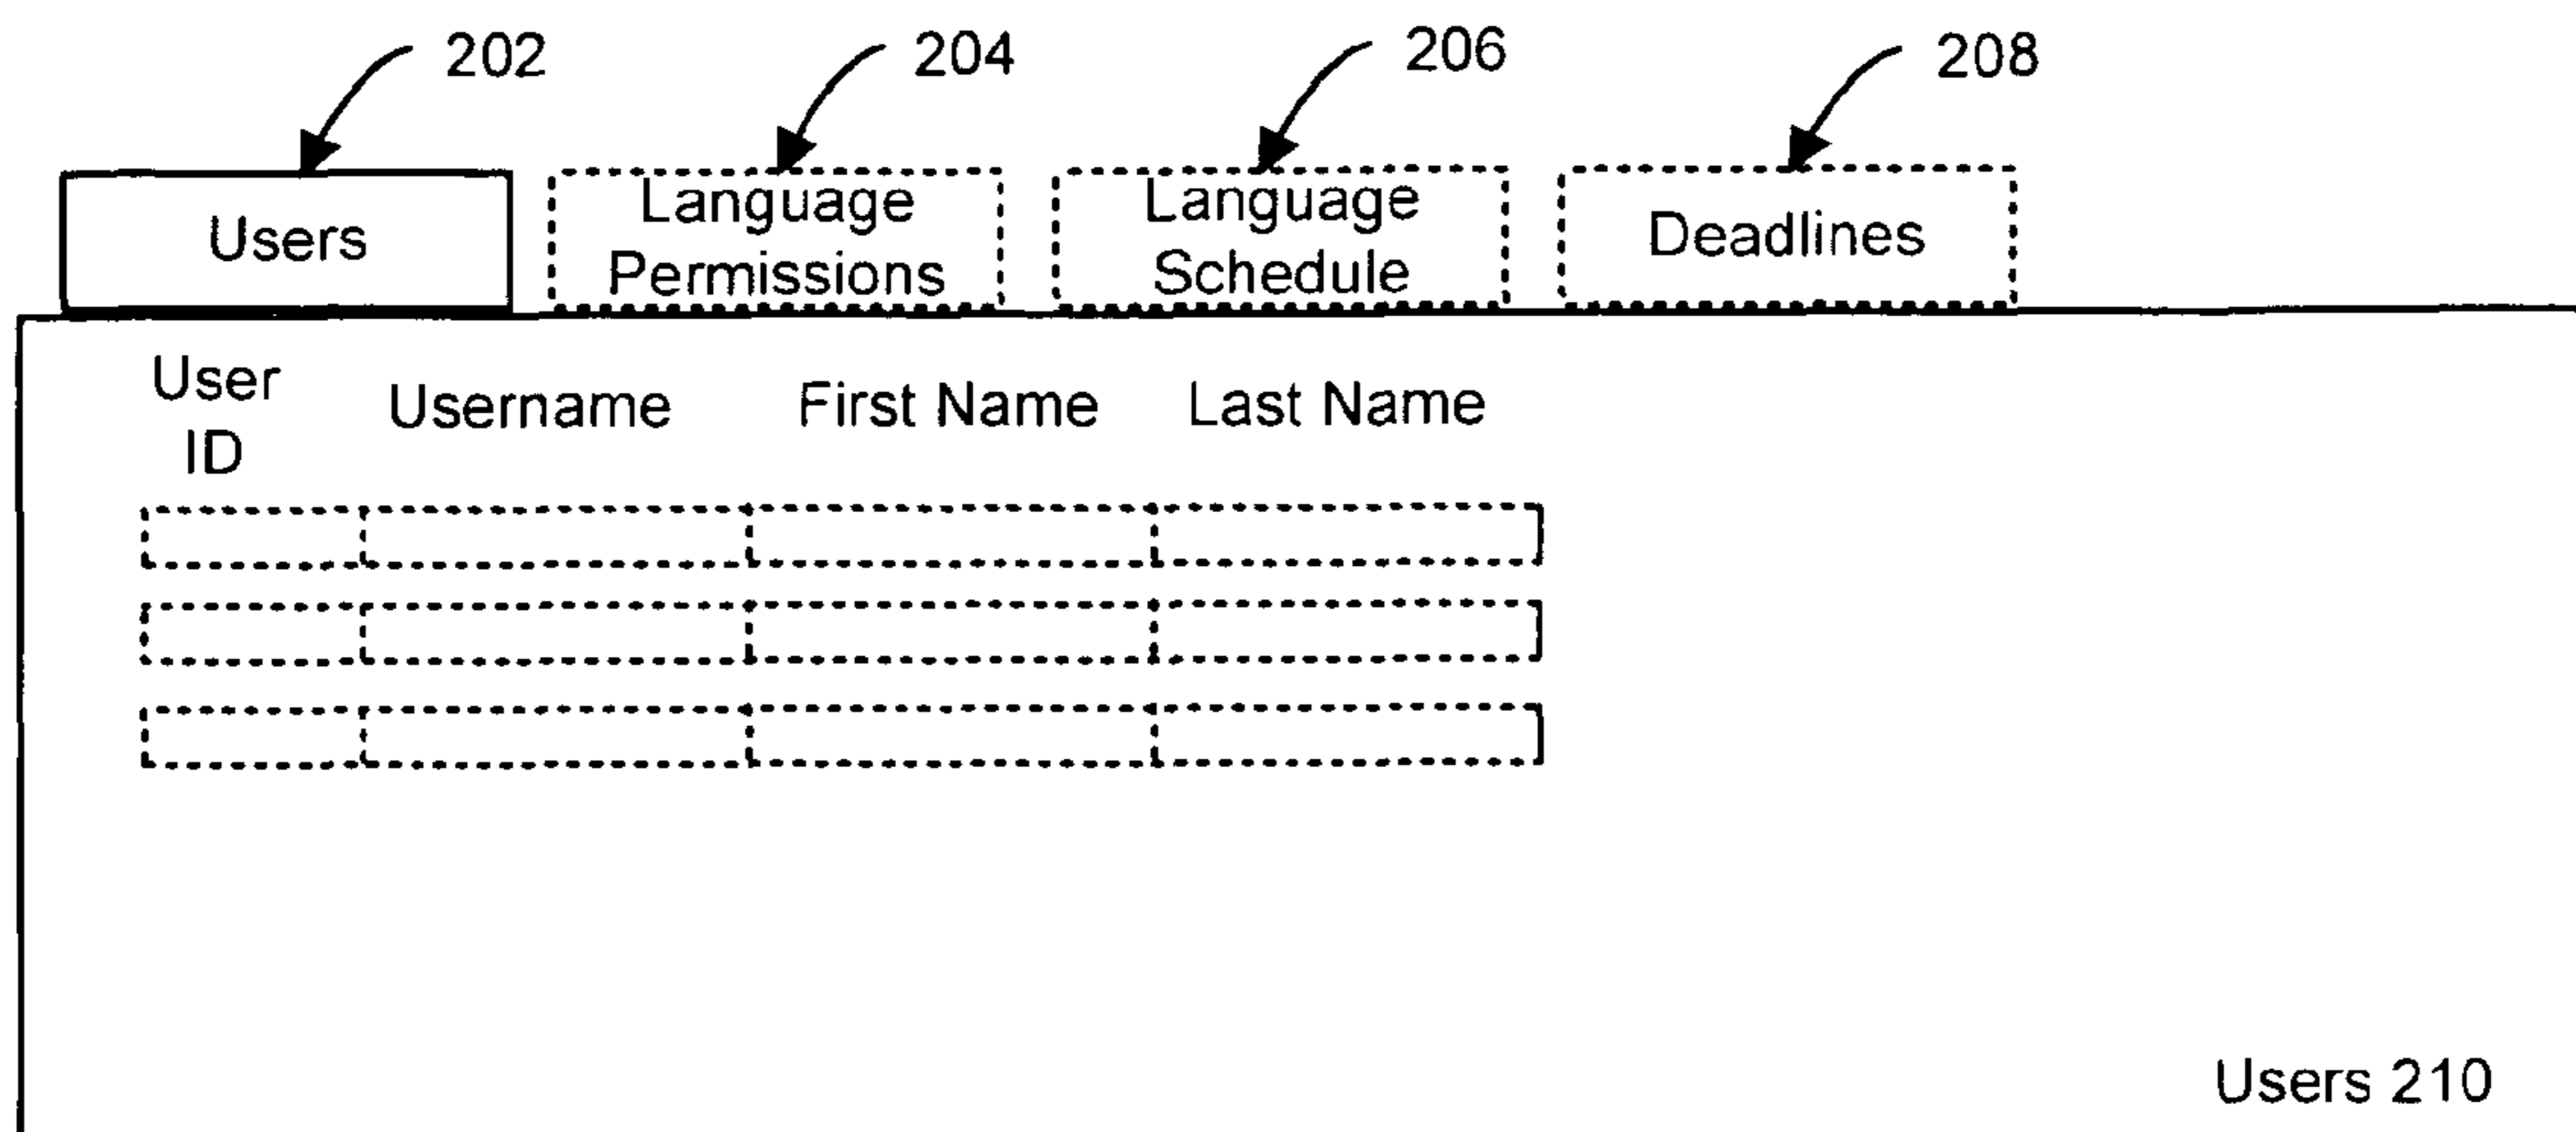 202
204
206
208
Users
Language
Permissions
Language
Schedule
Deadlines
User
ID
Username
First Name
Last Name
Users 210